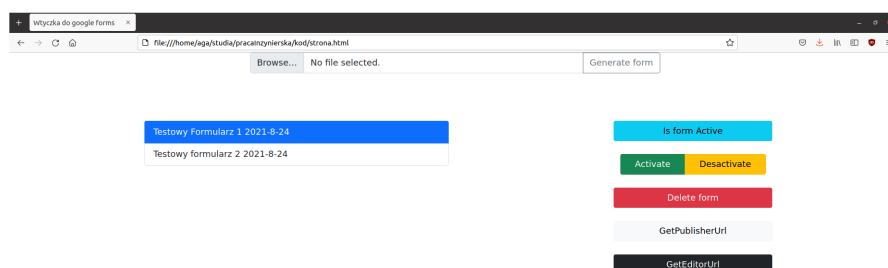 Wtyczka do google forms
file:///home/aga/studia/pracainzynierska/kod/strona.html
Browse... No file selected. Generate form
Testowy Formularz 1 2021-8-24
Testowy formularz 2 2021-8-24
Is form Active
Activate Desactivate
Delete form
GetPublisherUrl
GetEditorUrl